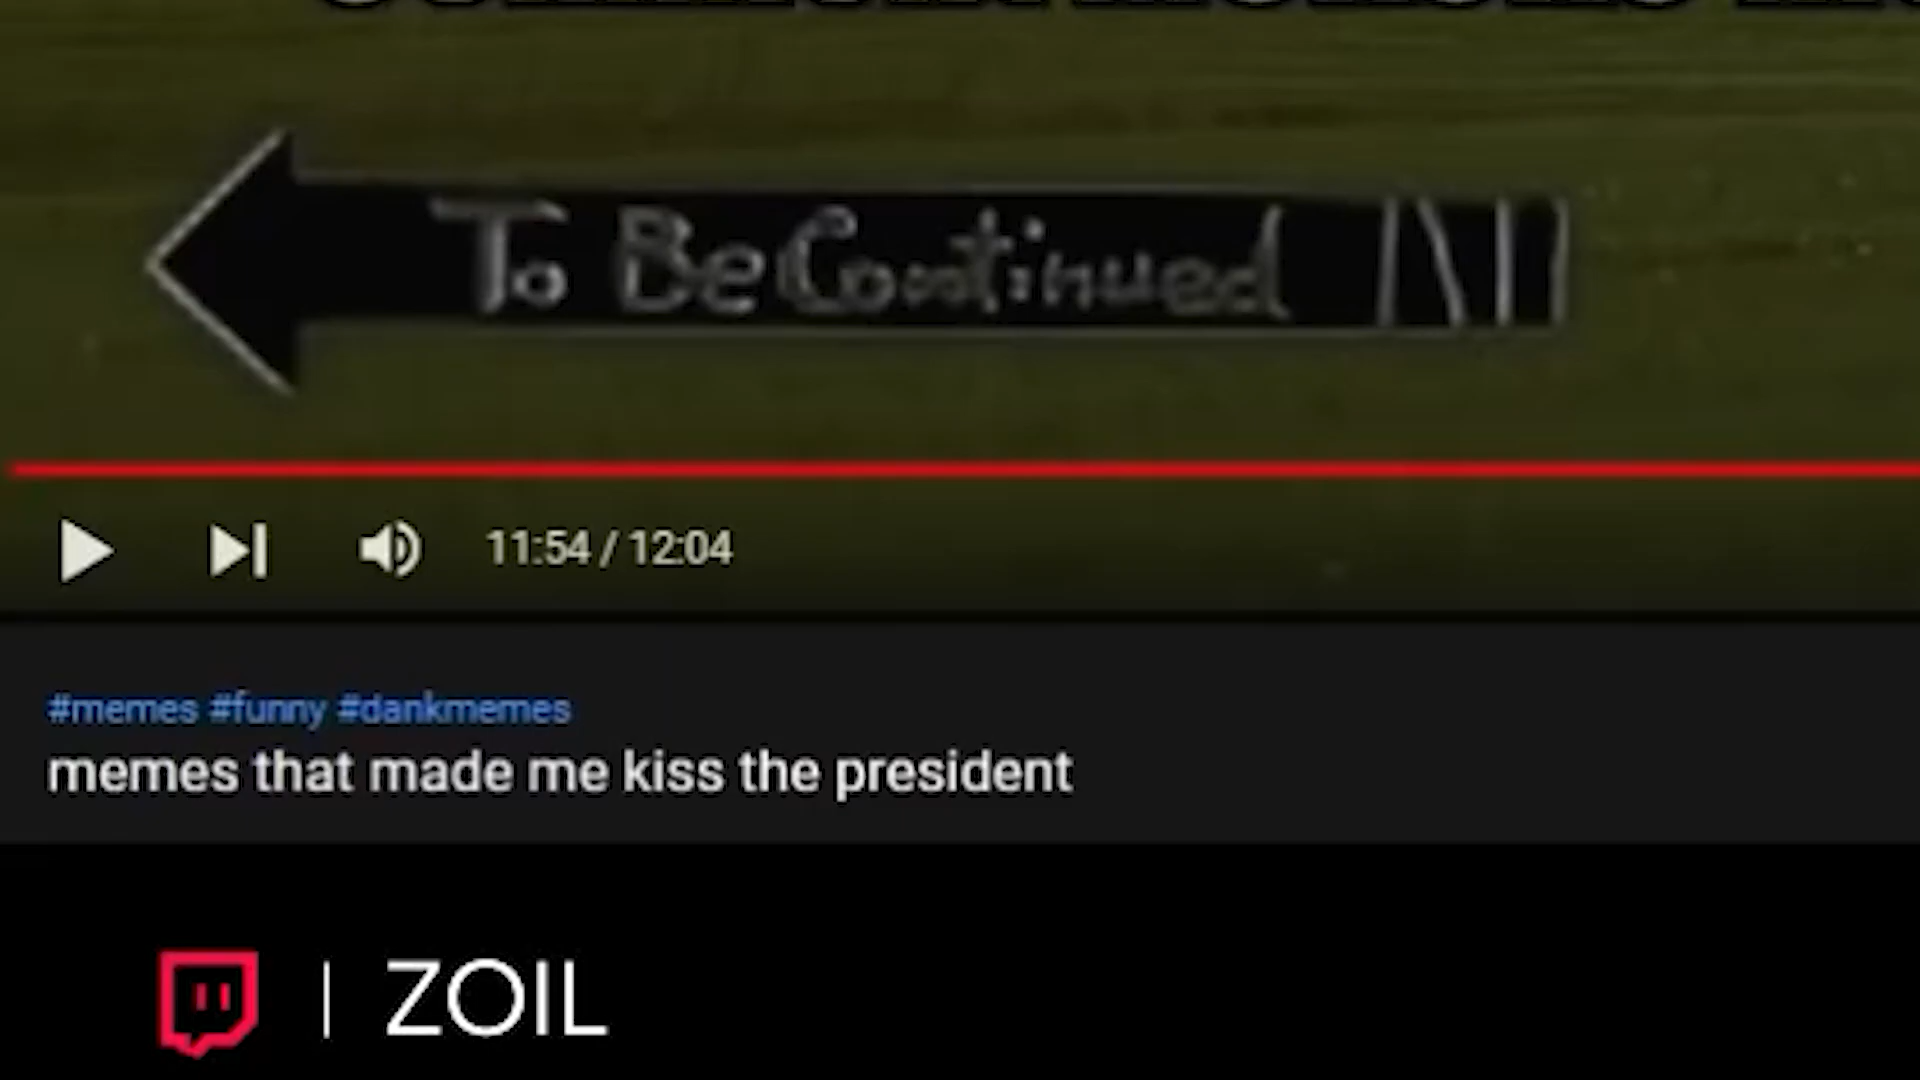 To Be Continued
11:54 / 12:04
#memes #funny #dankmemes
memes that made me kiss the president
ZOIL